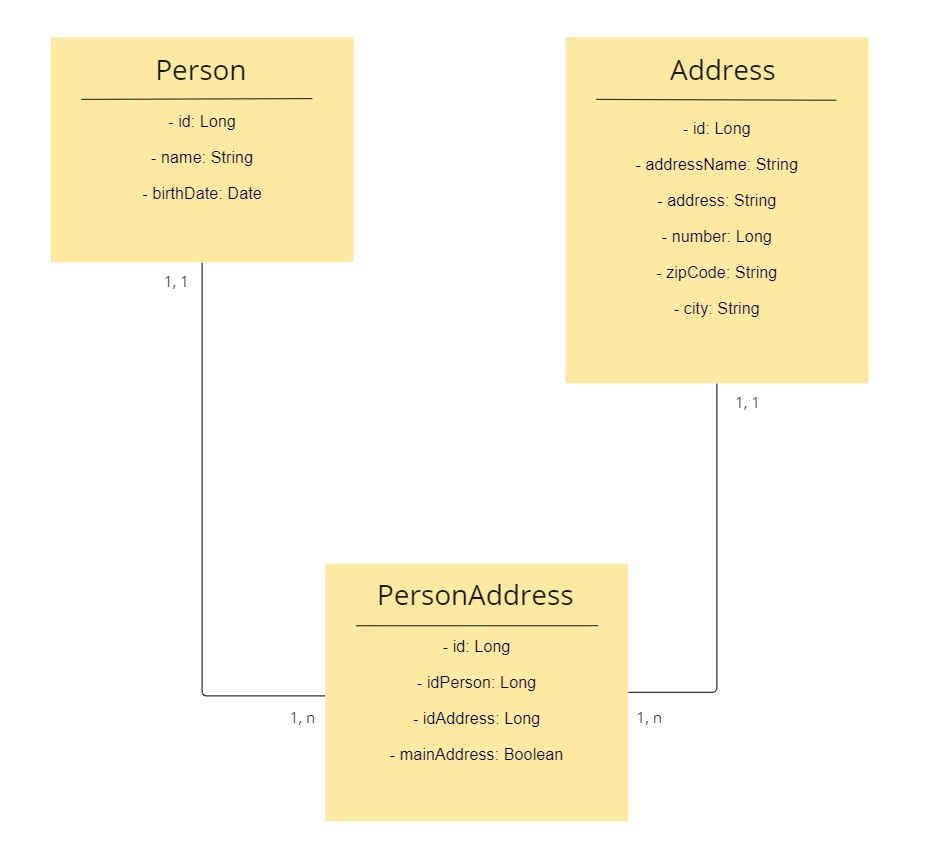 Person
- id: Long
- name: String
- birthDate: Date
1, 1
Address
- id: Long
- addressName: String
- address: String
- number: Long
- zipCode: String
- city: String
1, 1
PersonAddress
- id: Long
- idPerson: Long
- idAddress: Long
- mainAddress: Boolean
1, n
1, n